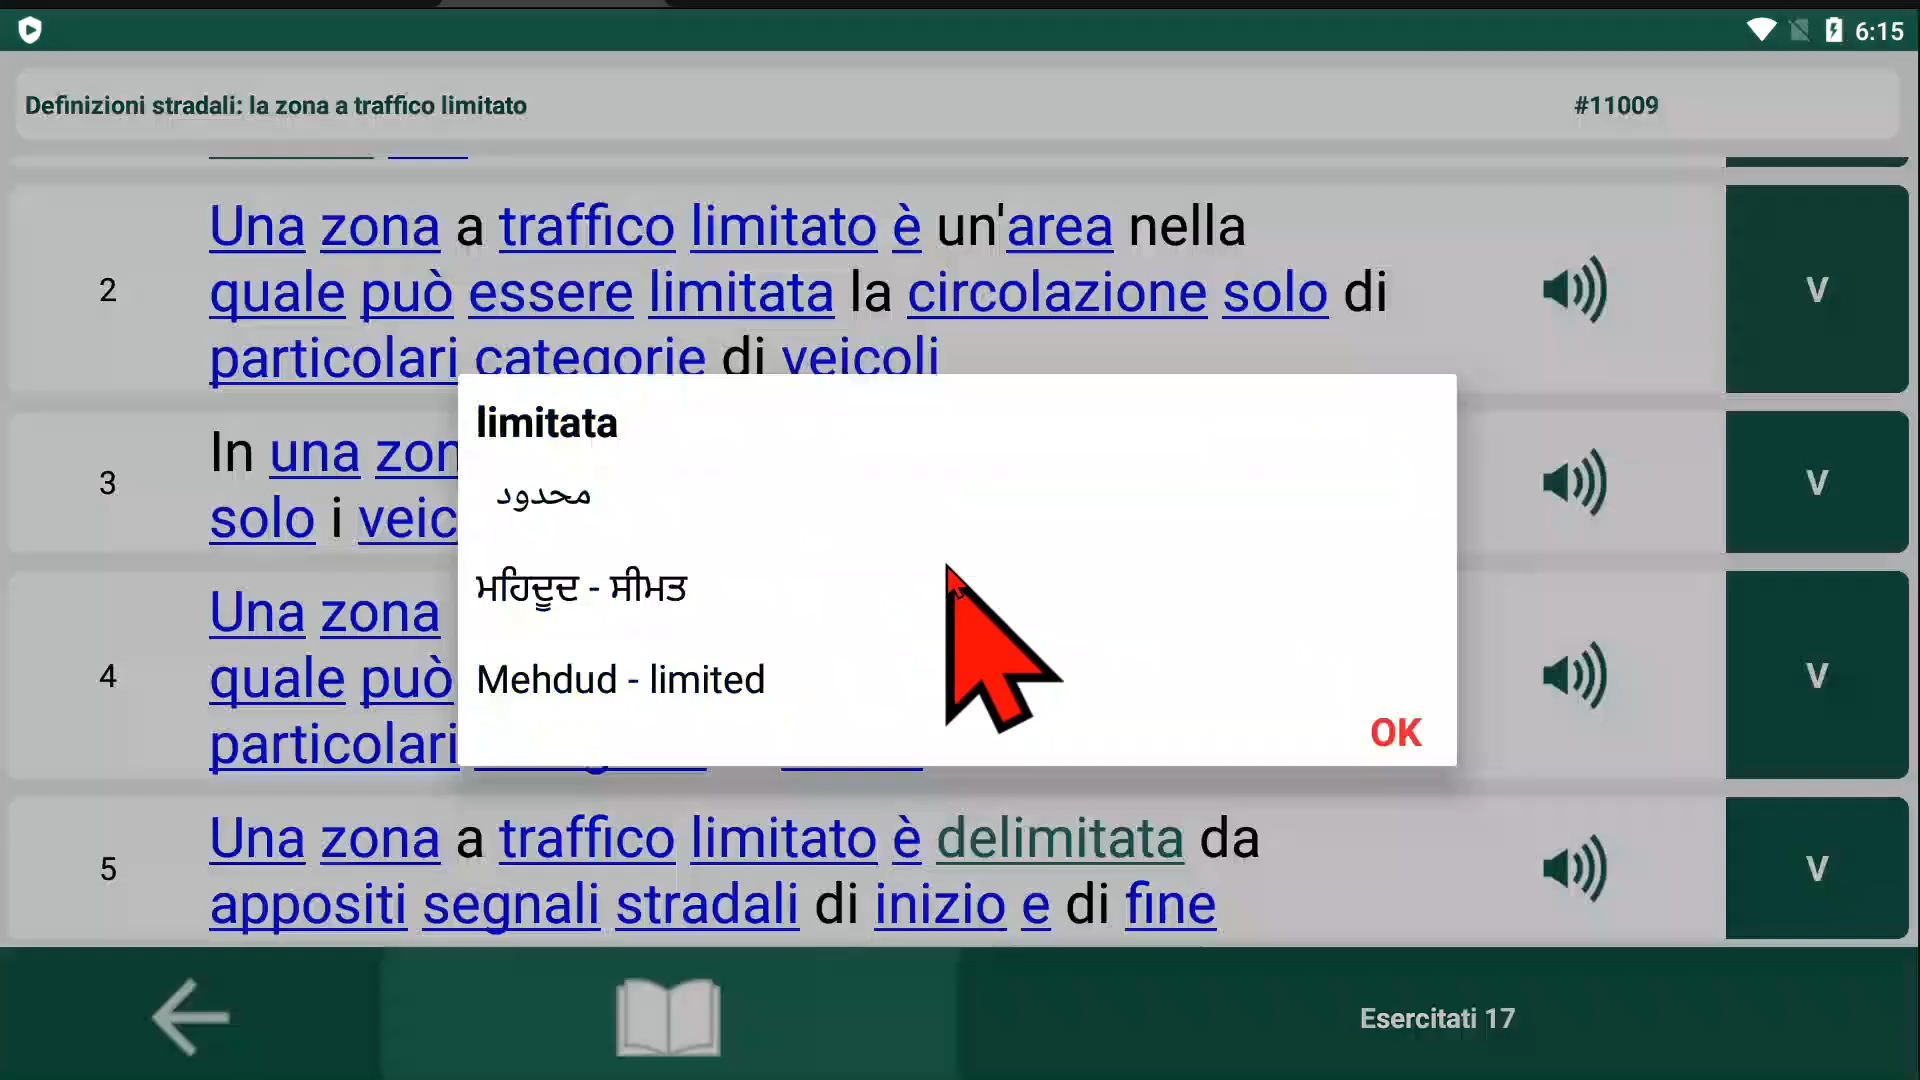 6:15
Definizioni stradali: la zona a traffico limitato
#11009
2
Una zona a traffico limitato è un'area nella
quale può essere limitata la circolazione solo di
particolari categorie di veicoli
V
limitata
محدود
ਮਹਿਦੂਦ - ਸੀਮਤ
Mehdud - limited
OK
3
In una
solo i
V
4
Una zona
quale può
particolari
V
5
Una zona a traffico limitato è delimitata da
appositi segnali stradali di inizio e di fine
V
Esercitati 17